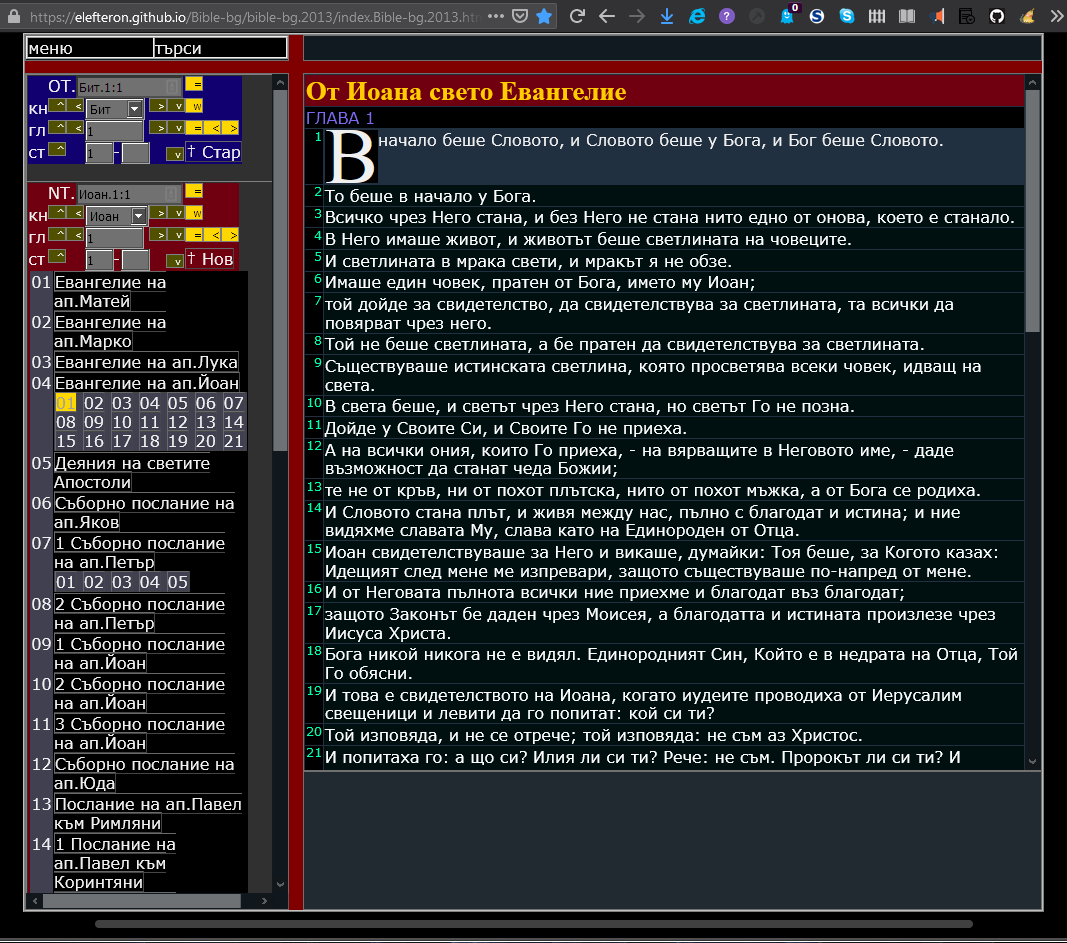 https://elefteron.github.io/Bible-bg/bible-bg.2013/index.Bible-bg.2013.htm
0
меню търси
ОТ. Бит.1:1 =
кн ^ < Бит > v w
гл ^ < 1 > v = < >
ст ^ 1 - v † Стар
NT. Иоан.1:1 =
кн ^ < Иоан > v w
гл ^ < 1 > v = < >
ст ^ 1 - v † Нов
01 Евангелие на
ап.Матей
02 Евангелие на
ап.Марко
03 Евангелие на ап.Лука
04 Евангелие на ап.Йоан
01 02 03 04 05 06 07
08 09 10 11 12 13 14
15 16 17 18 19 20 21
05 Деяния на светите
Апостоли
06 Съборно послание на
ап.Яков
07 1 Съборно послание
на ап.Петър
01 02 03 04 05
08 2 Съборно послание
на ап.Петър
09 1 Съборно послание
на ап.Йоан
10 2 Съборно послание
на ап.Йоан
11 3 Съборно послание
на ап.Йоан
12 Съборно послание на
ап.Юда
13 Послание на ап.Павел
към Римляни
14 1 Послание на
ап.Павел към
Коринтяни
От Иоана свето Евангелие
ГЛАВА 1
1 В начало беше Словото, и Словото беше у Бога, и Бог беше Словото.
2 То беше в начало у Бога.
3 Всичко чрез Него стана, и без Него не стана нито едно от онова, което е станало.
4 В Него имаше живот, и животът беше светлината на човеците.
5 И светлината в мрака свети, и мракът я не обзе.
6 Имаше един човек, пратен от Бога, името му Иоан;
7 той дойде за свидетелство, да свидетелствува за светлината, та всички да
повярват чрез него.
8 Той не беше светлината, а бе пратен да свидетелствува за светлината.
9 Съществуваше истинската светлина, която просветява всеки човек, идващ на
света.
10 В света беше, и светът чрез Него стана, но светът Го не позна.
11 Дойде у Своите Си, и Своите Го не приеха.
12 А на всички ония, които Го приеха, - на вярващите в Неговото име, - даде
възможност да станат чеда Божии;
13 те не от кръв, ни от похот плътска, нито от похот мъжка, а от Бога се родиха.
14 И Словото стана плът, и живя между нас, пълно с благодат и истина; и ние
видяхме славата Му, слава като на Единороден от Отца.
15 Иоан свидетелствуваше за Него и викаше, думайки: Тоя беше, за Когото казах:
Идещият след мене ме изпревари, защото съществуваше по-напред от мене.
16 И от Неговата пълнота всички ние приехме и благодат въз благодат;
17 защото Законът бе даден чрез Моисея, а благодатта и истината произлезе чрез
Иисуса Христа.
18 Бога никой никога не е видял. Единородният Син, Който е в недрата на Отца, Той
Го обясни.
19 И това е свидетелството на Иоана, когато иудеите проводиха от Иерусалим
свещеници и левити да го попитат: кой си ти?
20 Той изповяда, и не се отрече; той изповяда: не съм аз Христос.
21 И попитаха го: а що си? Илия ли си ти? Рече: не съм. Пророкът ли си ти? И